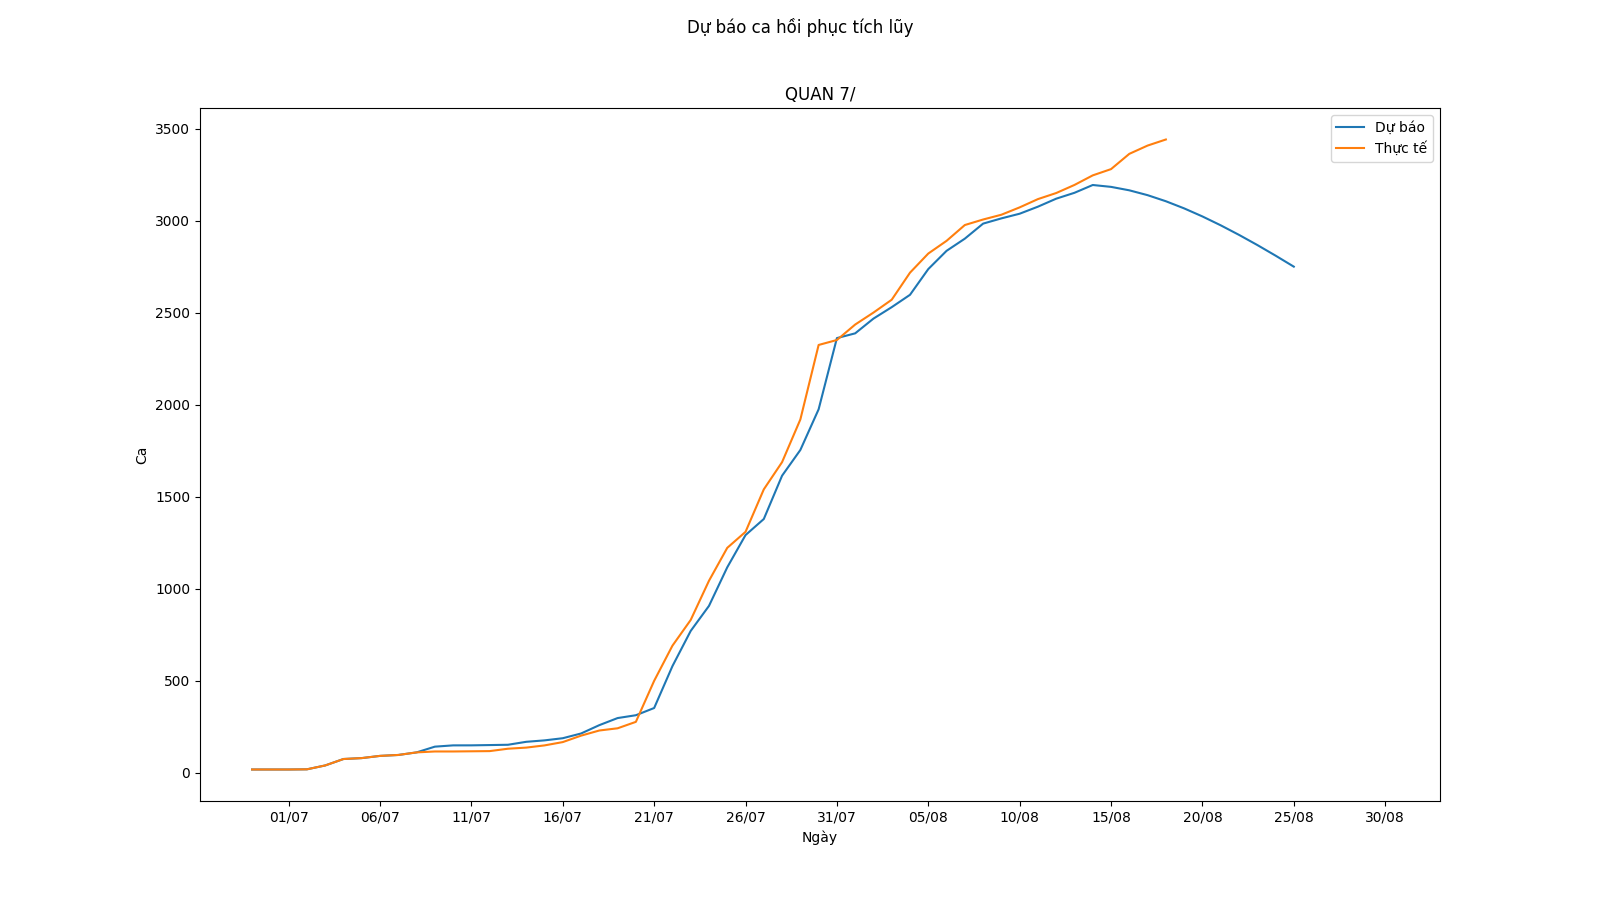 Dự báo ca hồi phục tích lũy
QUAN 7/
Dự báo
Thực tế
3500
3000
2500
2000
1500
1000
500
0
Ca
01/07 06/07 11/07 16/07 21/07 26/07 31/07 05/08 10/08 15/08 20/08 25/08 30/08
Ngày